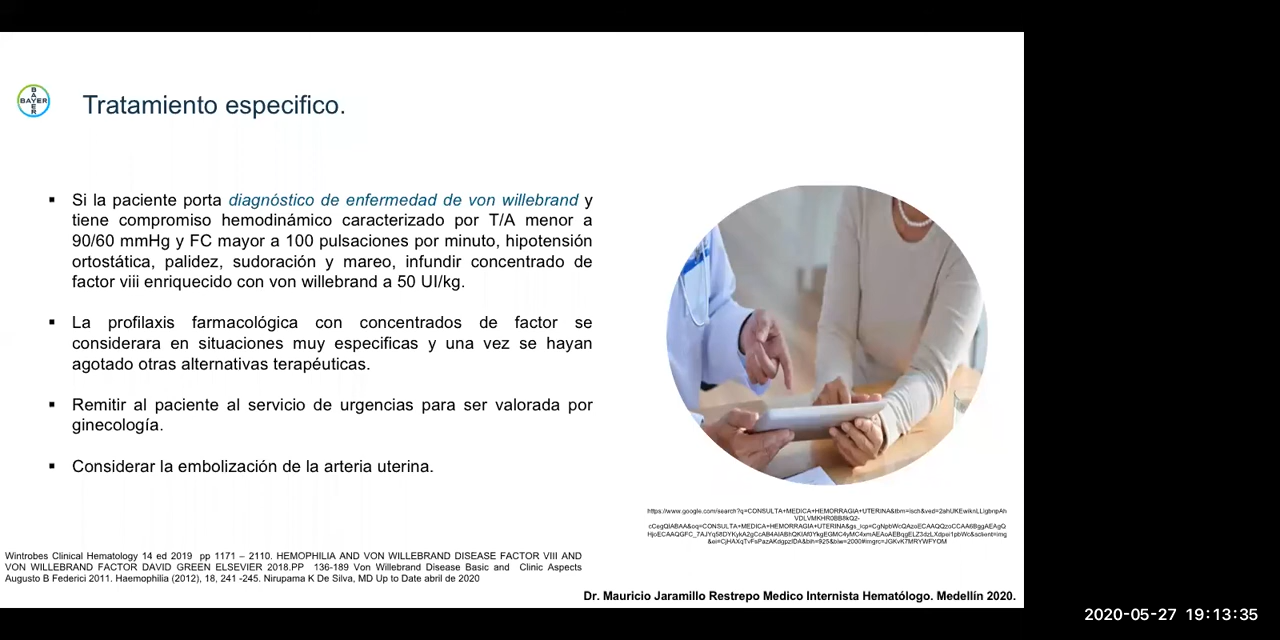 BAYER
BAYER
Tratamiento especifico.
▪ Si la paciente porta diagnóstico de enfermedad de von willebrand y
tiene compromiso hemodinámico caracterizado por T/A menor a
90/60 mmHg y FC mayor a 100 pulsaciones por minuto, hipotensión
ortostática, palidez, sudoración y mareo, infundir concentrado de
factor viii enriquecido con von willebrand a 50 UI/kg.
▪ La profilaxis farmacológica con concentrados de factor se
considerara en situaciones muy especificas y una vez se hayan
agotado otras alternativas terapéuticas.
▪ Remitir al paciente al servicio de urgencias para ser valorada por
ginecología.
▪ Considerar la embolización de la arteria uterina.
Wintrobes Clinical Hematology 14 ed 2019 pp 1171 – 2110. HEMOPHILIA AND VON WILLEBRAND DISEASE FACTOR VIII AND
VON WILLEBRAND FACTOR DAVID GREEN ELSEVIER 2018.PP 136-189 Von Willebrand Disease Basic and Clinic Aspects
Augusto B Federici 2011. Haemophilia (2012), 18, 241 -245. Nirupama K De Silva, MD Up to Date abril de 2020
Dr. Mauricio Jaramillo Restrepo Medico Internista Hematólogo. Medellín 2020.
2020-05-27 19:13:35